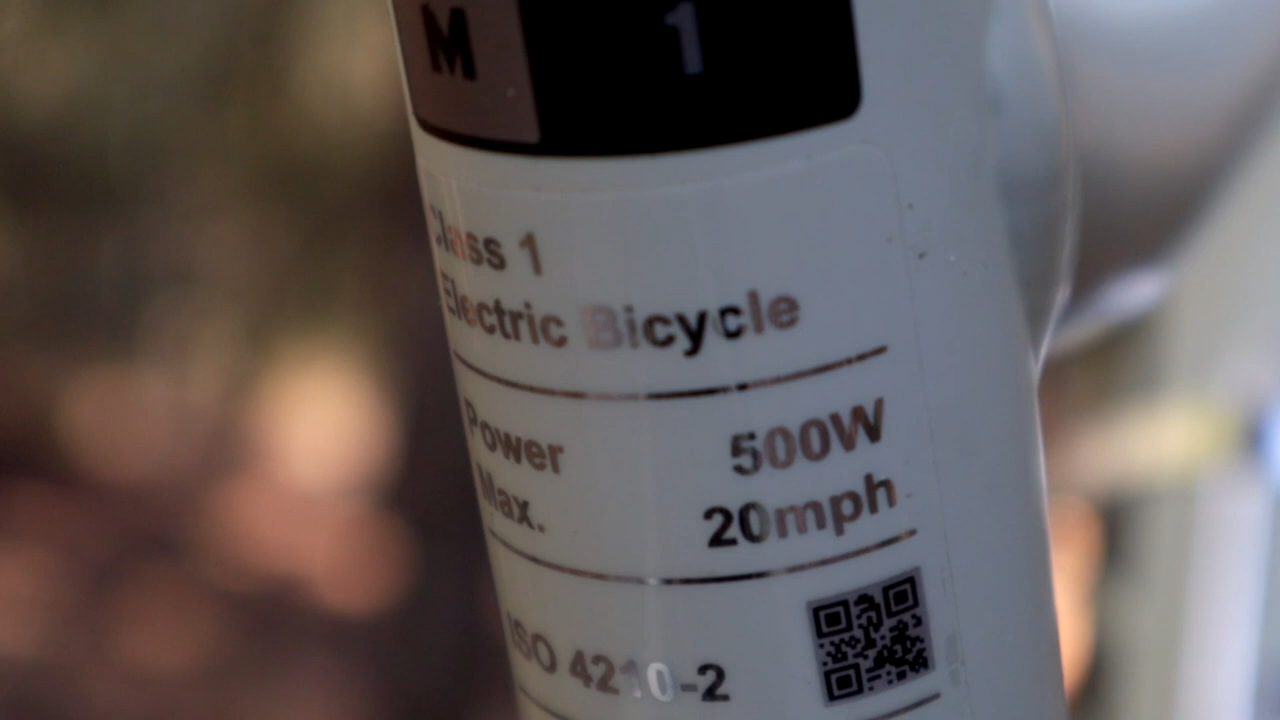 M 1
Class 1
Electric Bicycle
Power 500W
Max. 20mph
ISO 4210-2